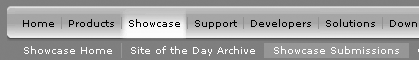 Home Products Showcase Support Developers Solutions Down
Showcase Home Site of the Day Archive Showcase Submissions